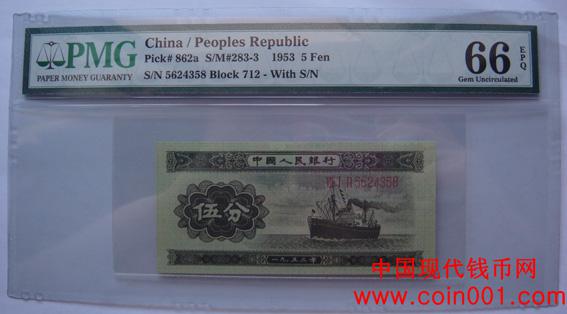 PMG
PAPER MONEY GUARANTY
China / Peoples Republic
Pick# 862a S/M#283-3 1953 5 Fen
S/N 5624358 Block 712 - With S/N
66 EPQ
Gem Uncirculated
中國人民銀行
5624358
伍分
一九五三年
中国现代钱币网
www.coin001.com